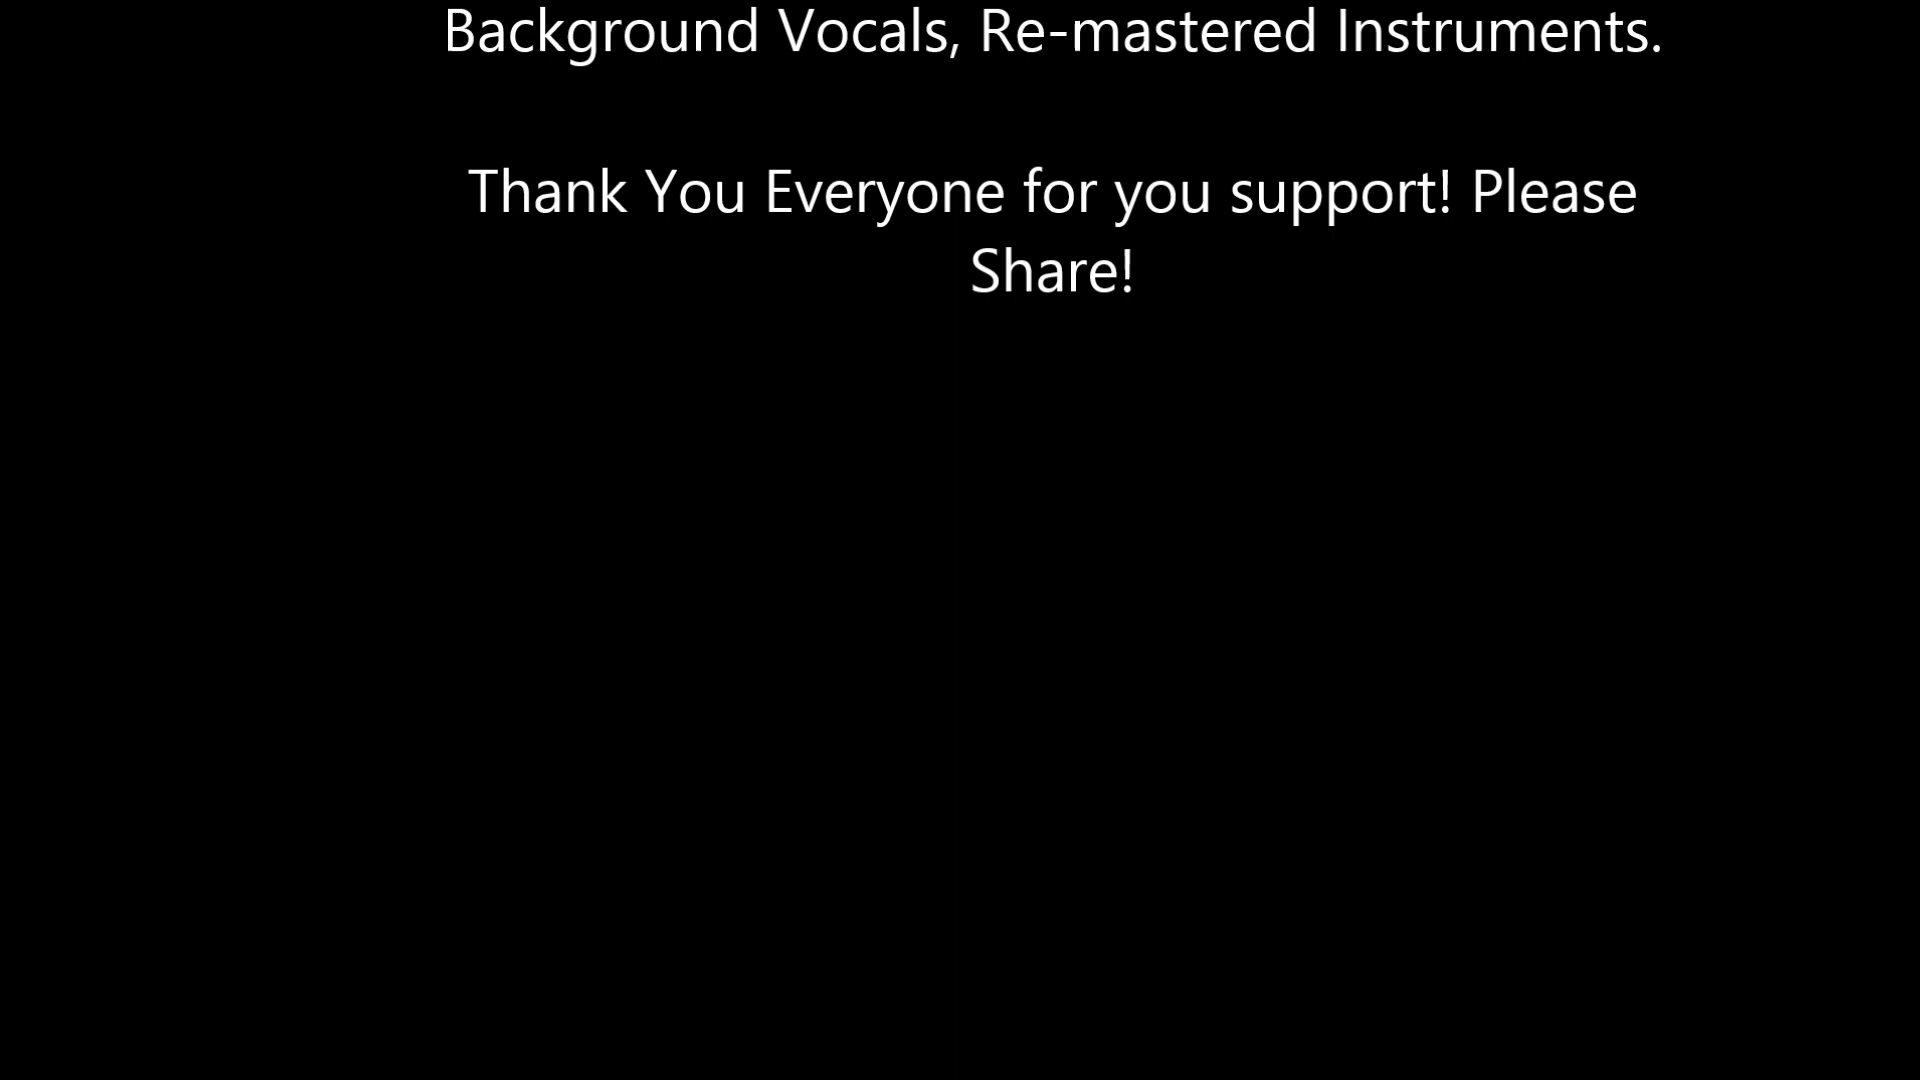 Background Vocals, Re-mastered Instruments.
Thank You Everyone for you support! Please
Share!